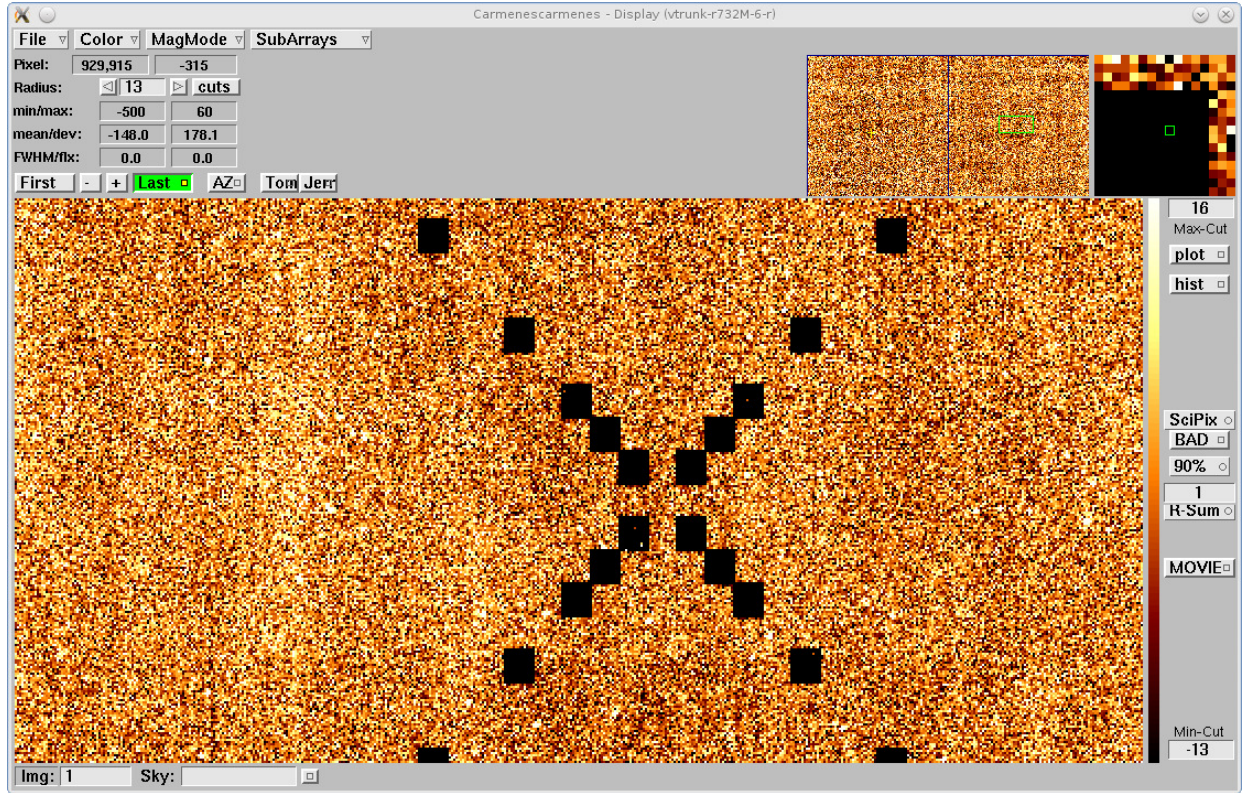 Carmenescarmenes - Display (vtrunk-r732M-6-r)
File Color MagMode SubArrays
Pixel: 929,915 -315
Radius: 13 cuts
min/max: -500 60
mean/dev: -148.0 178.1
FWHM/flx: 0.0 0.0
First - + Last AZ Tom Jerr
16
Max-Cut
plot
hist
SciPix
BAD
90%
1
R-Sum
MOVIE
Min-Cut
-13
Img: 1 Sky: